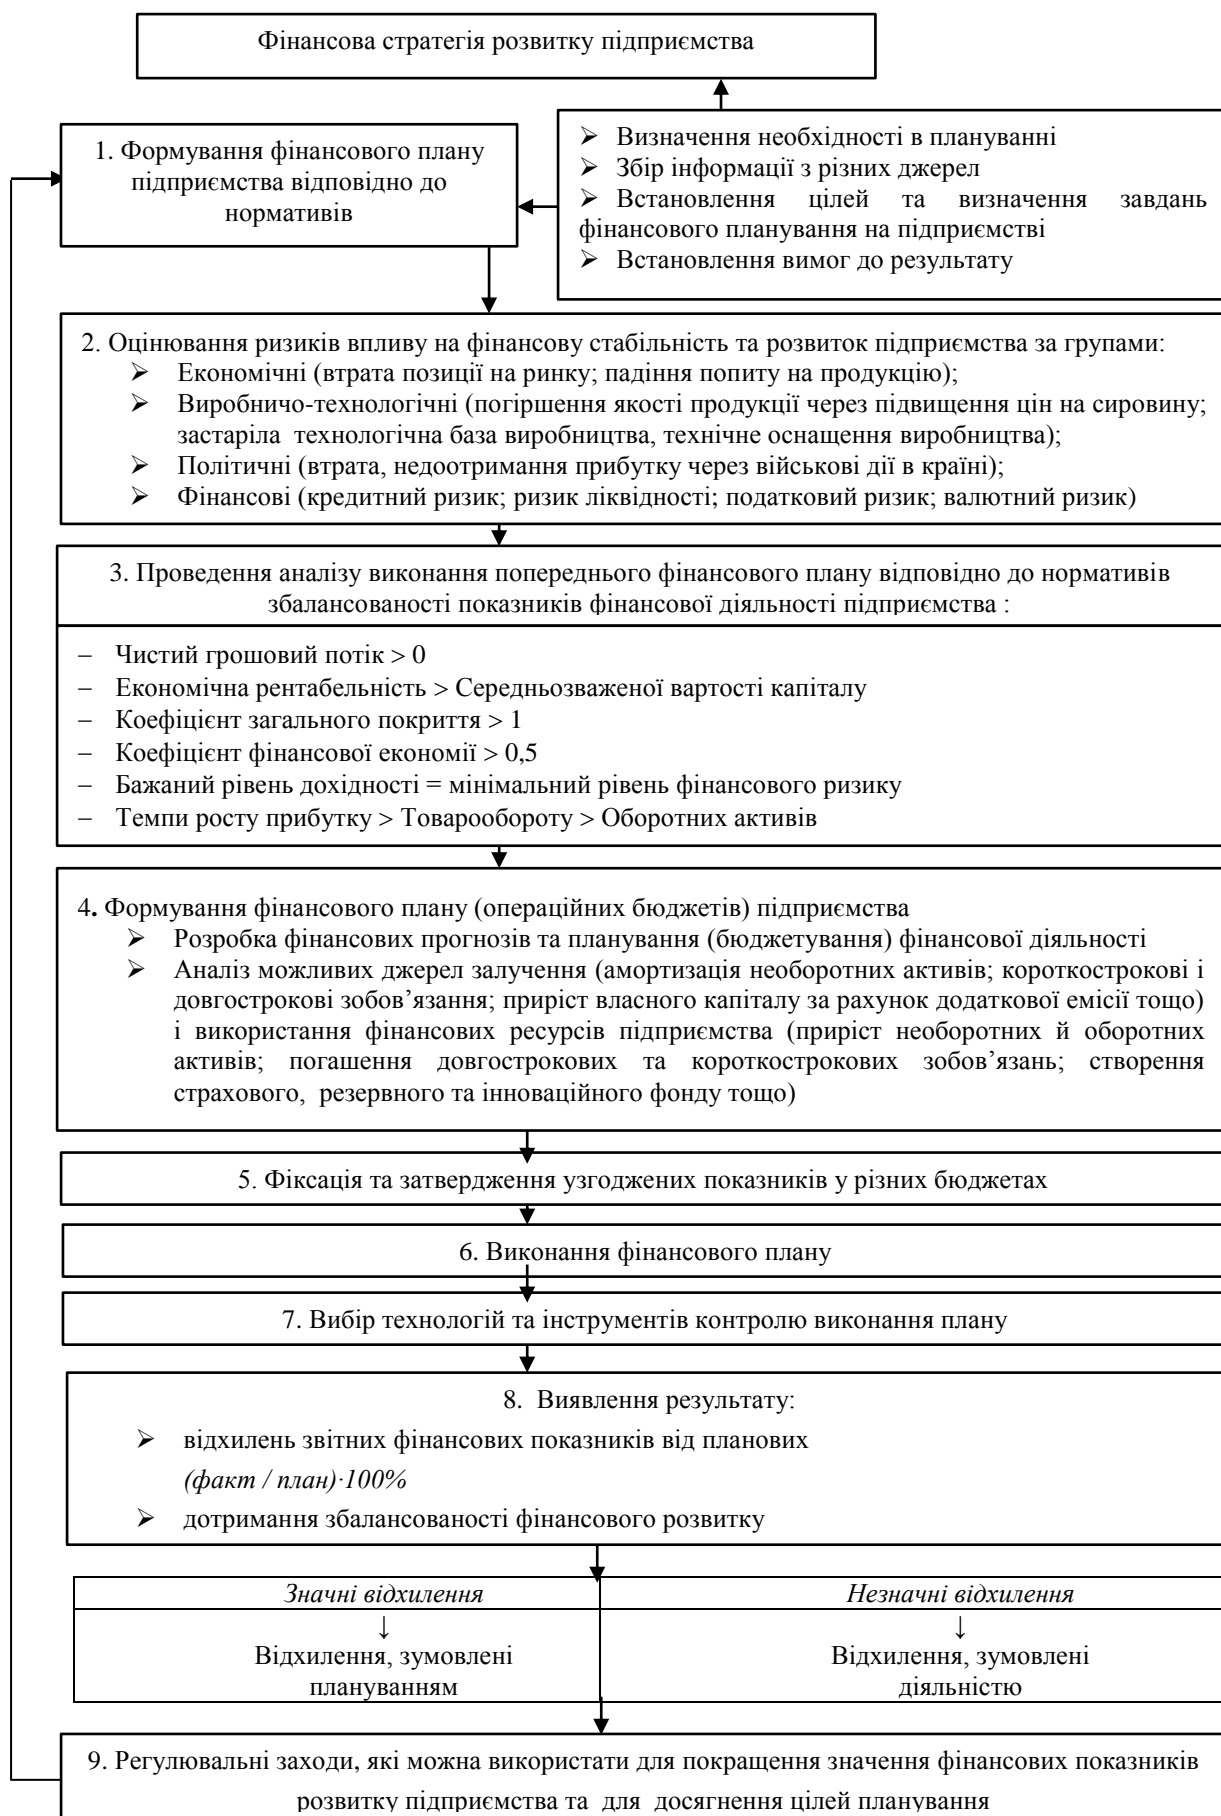 Фінансова стратегія розвитку підприємства
1. Формування фінансового плану
підприємства відповідно до
нормативів
➢ Визначення необхідності в плануванні
➢ Збір інформації з різних джерел
➢ Встановлення цілей та визначення завдань
фінансового планування на підприємстві
➢ Встановлення вимог до результату
2. Оцінювання ризиків впливу на фінансову стабільність та розвиток підприємства за групами:
➢ Економічні (втрата позиції на ринку; падіння попиту на продукцію);
➢ Виробничо-технологічні (погіршення якості продукції через підвищення цін на сировину;
застаріла технологічна база виробництва, технічне оснащення виробництва);
➢ Політичні (втрата, недоотримання прибутку через військові дії в країні);
➢ Фінансові (кредитний ризик; ризик ліквідності; податковий ризик; валютний ризик)
3. Проведення аналізу виконання попереднього фінансового плану відповідно до нормативів
збалансованості показників фінансової діяльності підприємства :
– Чистий грошовий потік > 0
– Економічна рентабельність > Середньозваженої вартості капіталу
– Коефіцієнт загального покриття > 1
– Коефіцієнт фінансової економії > 0,5
– Бажаний рівень дохідності = мінімальний рівень фінансового ризику
– Темпи росту прибутку > Товарообороту > Оборотних активів
4. Формування фінансового плану (операційних бюджетів) підприємства
➢ Розробка фінансових прогнозів та планування (бюджетування) фінансової діяльності
➢ Аналіз можливих джерел залучення (амортизація необоротних активів; короткострокові і
довгострокові зобов’язання; приріст власного капіталу за рахунок додаткової емісії тощо)
і використання фінансових ресурсів підприємства (приріст необоротних й оборотних
активів; погашення довгострокових та короткострокових зобов’язань; створення
страхового, резервного та інноваційного фонду тощо)
5. Фіксація та затвердження узгоджених показників у різних бюджетах
6. Виконання фінансового плану
7. Вибір технологій та інструментів контролю виконання плану
8. Виявлення результату:
➢ відхилень звітних фінансових показників від планових
(факт / план)·100%
➢ дотримання збалансованості фінансового розвитку
Значні відхилення
↓
Відхилення, зумовлені
плануванням
Незначні відхилення
↓
Відхилення, зумовлені
діяльністю
9. Регулювальні заходи, які можна використати для покращення значення фінансових показників
розвитку підприємства та для досягнення цілей планування